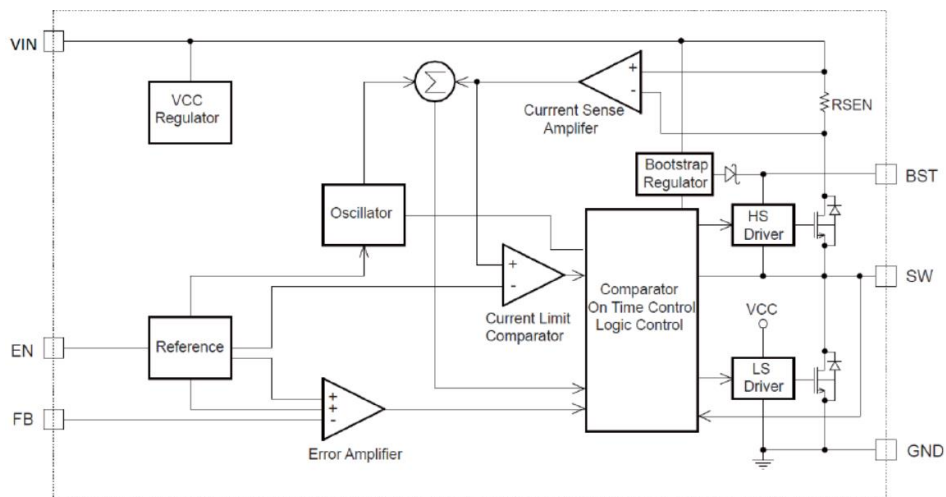 VIN
VCC
Regulator
Σ
+
-
Currrent Sense
Amplifer
RSEN
Bootstrap
Regulator
BST
Oscillator
HS
Driver
+
-
Current Limit
Comparator
Comparator
On Time Control
Logic Control
SW
VCC
EN
Reference
LS
Driver
FB
+
+
-
Error Amplifier
GND